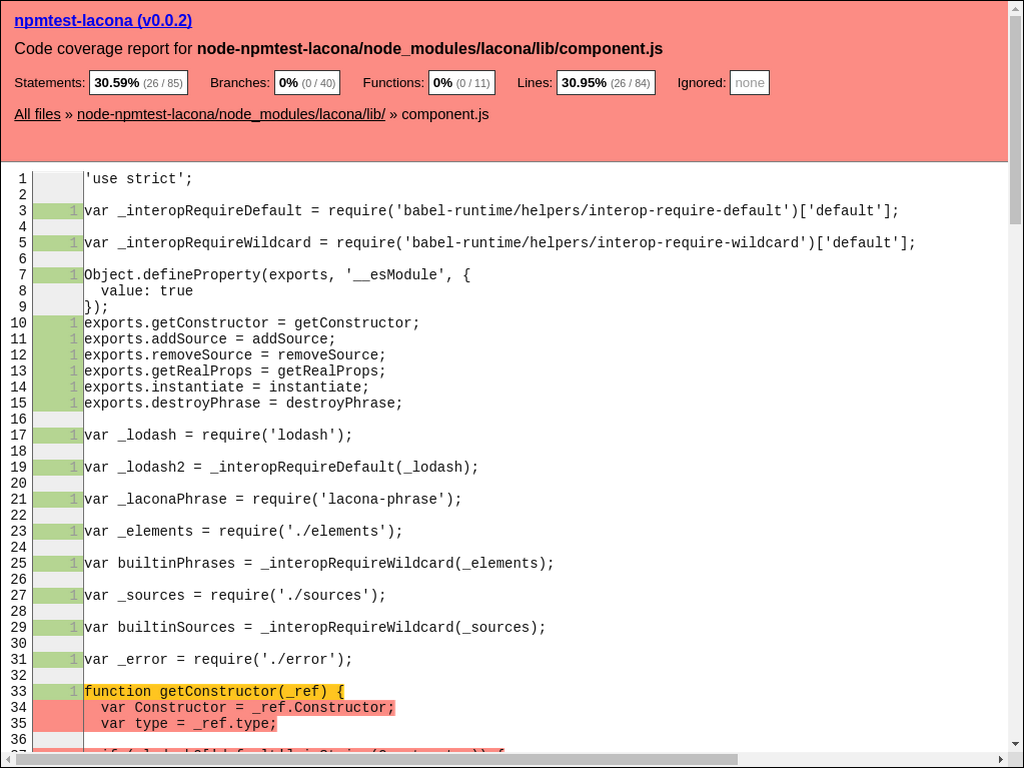 npmtest-lacona (v0.0.2)
Code coverage report for node-npmtest-lacona/node_modules/lacona/lib/component.js
Statements: 30.59% (26 / 85) Branches: 0% (0 / 40) Functions: 0% (0 / 11) Lines: 30.95% (26 / 84) Ignored: none
All files » node-npmtest-lacona/node_modules/lacona/lib/ » component.js
1 'use strict';
2
3 1 var _interopRequireDefault = require('babel-runtime/helpers/interop-require-default')['default'];
4
5 1 var _interopRequireWildcard = require('babel-runtime/helpers/interop-require-wildcard')['default'];
6
7 1 Object.defineProperty(exports, '__esModule', {
8 value: true
9 });
10 1 exports.getConstructor = getConstructor;
11 1 exports.addSource = addSource;
12 1 exports.removeSource = removeSource;
13 1 exports.getRealProps = getRealProps;
14 1 exports.instantiate = instantiate;
15 1 exports.destroyPhrase = destroyPhrase;
16
17 1 var _lodash = require('lodash');
18
19 1 var _lodash2 = _interopRequireDefault(_lodash);
20
21 1 var _laconaPhrase = require('lacona-phrase');
22
23 1 var _elements = require('./elements');
24
25 1 var builtinPhrases = _interopRequireWildcard(_elements);
26
27 1 var _sources = require('./sources');
28
29 1 var builtinSources = _interopRequireWildcard(_sources);
30
31 1 var _error = require('./error');
32
33 1 function getConstructor(_ref) {
34 var Constructor = _ref.Constructor;
35 var type = _ref.type;
36